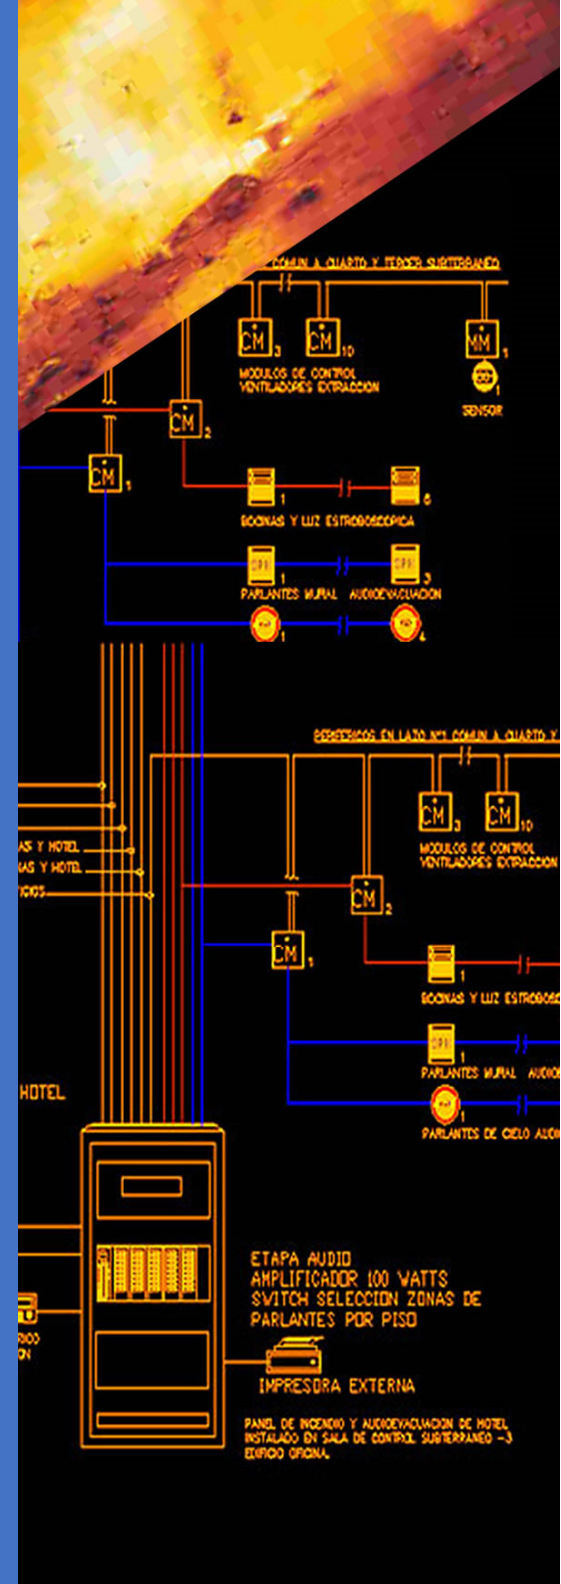 COMUN A CUARTO Y TERCER SUBTERRANEO
CM 3 CM 10 MM 1
MODULOS DE CONTROL
VENTILADORES EXTRACCION
SENSOR
CM 2
CM 1
1 6
BOCINAS Y LUZ ESTROBOSCOPICA
1 3
PARLANTES MURAL AUDIOEVACUACION
1 4
PERIFERICOS EN LAZO Nº1 COMUN A CUARTO Y
CM 3 CM 10
MODULOS DE CONTROL
VENTILADORES EXTRACCION
AS Y HOTEL
AS Y HOTEL
ICIOS
CM 2
CM 1
1
BOCINAS Y LUZ ESTROBOSC
1
PARLANTES MURAL AUDIO
1
PARLANTES DE CIELO AUDI
HOTEL
ETAPA AUDIO
AMPLIFICADOR 100 WATTS
SWITCH SELECCION ZONAS DE
PARLANTES POR PISO
IMPRESORA EXTERNA
PANEL DE INCENDIO Y AUDIOEVACUACION DE HOTEL
INSTALADO EN SALA DE CONTROL SUBTERRANEO -3
EDIFICIO OFICINA.